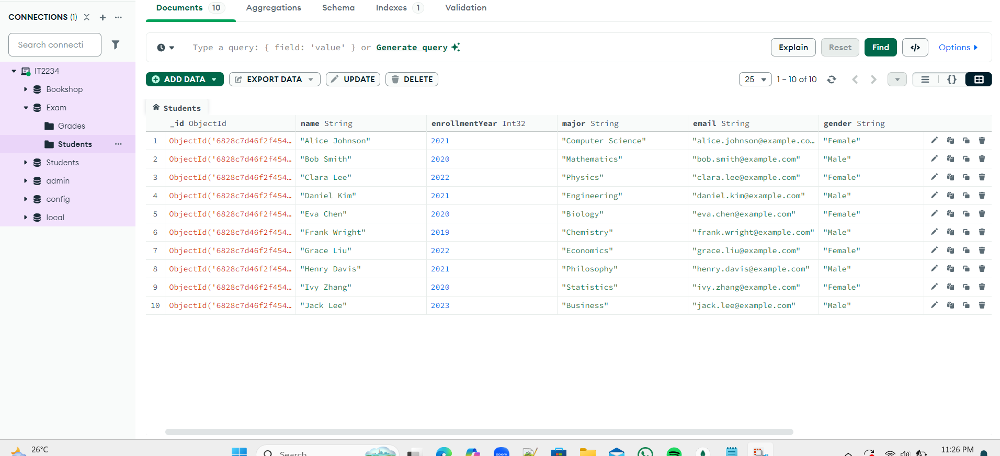 Documents 10 Aggregations Schema Indexes 1 Validation
CONNECTIONS (1)
Search connecti
Type a query: { field: 'value' } or Generate query
Explain Reset Find </> Options
IT2234
Bookshop
Exam
Grades
Students
Students
admin
config
local
ADD DATA EXPORT DATA UPDATE DELETE 25 1 – 10 of 10 {}
Students
_id ObjectId name String enrollmentYear Int32 major String email String gender String
1 ObjectId('6828c7d46f2f454… "Alice Johnson" 2021 "Computer Science" "alice.johnson@example.co… "Female"
2 ObjectId('6828c7d46f2f454… "Bob Smith" 2020 "Mathematics" "bob.smith@example.com" "Male"
3 ObjectId('6828c7d46f2f454… "Clara Lee" 2022 "Physics" "clara.lee@example.com" "Female"
4 ObjectId('6828c7d46f2f454… "Daniel Kim" 2021 "Engineering" "daniel.kim@example.com" "Male"
5 ObjectId('6828c7d46f2f454… "Eva Chen" 2020 "Biology" "eva.chen@example.com" "Female"
6 ObjectId('6828c7d46f2f454… "Frank Wright" 2019 "Chemistry" "frank.wright@example.com" "Male"
7 ObjectId('6828c7d46f2f454… "Grace Liu" 2022 "Economics" "grace.liu@example.com" "Female"
8 ObjectId('6828c7d46f2f454… "Henry Davis" 2021 "Philosophy" "henry.davis@example.com" "Male"
9 ObjectId('6828c7d46f2f454… "Ivy Zhang" 2020 "Statistics" "ivy.zhang@example.com" "Female"
10 ObjectId('6828c7d46f2f454… "Jack Lee" 2023 "Business" "jack.lee@example.com" "Male"
26°C
Search
zoom
11:26 PM